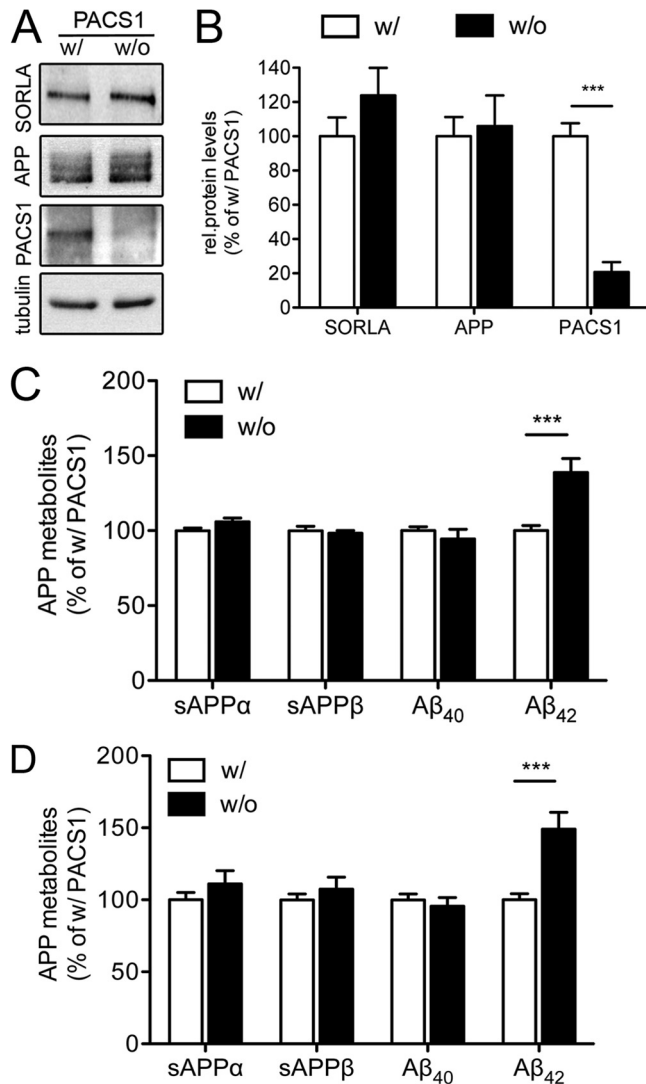 A
PACS1
w/ w/o
SORLA
APP
PACS1
tubulin
B
w/ w/o
rel.protein levels
(% of w/ PACS1)
140
120
100
80
60
40
20
0
***
SORLA APP PACS1
C
APP metabolites
(% of w/ PACS1)
200
150
100
50
0
w/
w/o
***
sAPPα sAPPβ Aβ40 Aβ42
D
APP metabolites
(% of w/ PACS1)
200
150
100
50
0
w/
w/o
***
sAPPα sAPPβ Aβ40 Aβ42